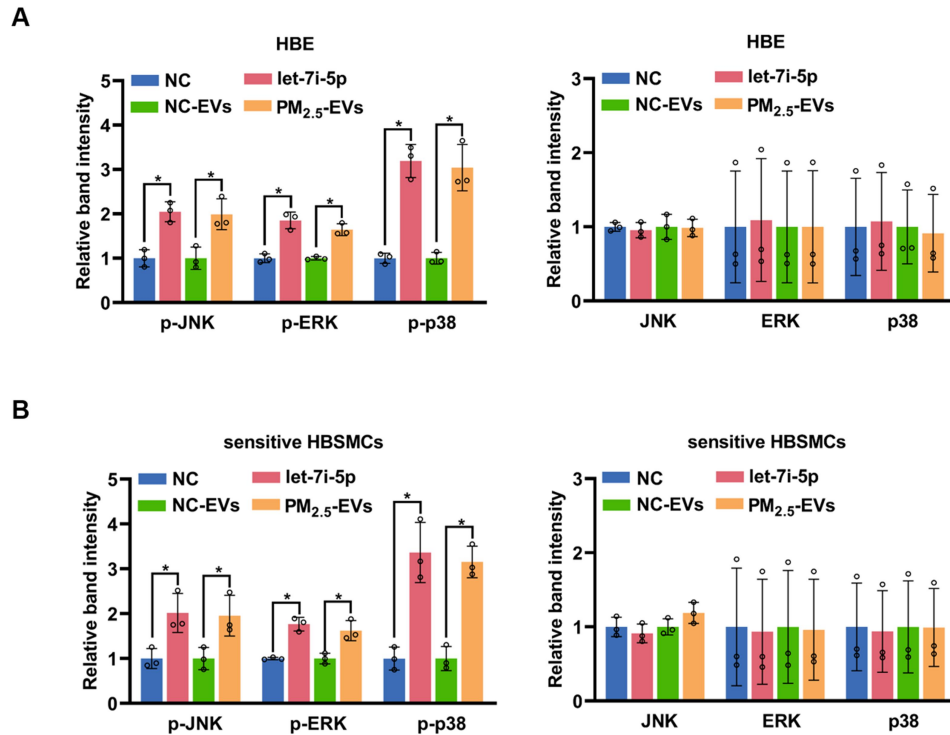 A
HBE
NC
let-7i-5p
NC-EVs
PM2.5-EVs
Relative band intensity
5
4
3
2
1
0
* * * * * *
p-JNK p-ERK p-p38
HBE
NC
let-7i-5p
NC-EVs
PM2.5-EVs
Relative band intensity
3
2
1
0
JNK ERK p38
B
sensitive HBSMCs
NC
let-7i-5p
NC-EVs
PM2.5-EVs
Relative band intensity
5
4
3
2
1
0
* * * * * *
p-JNK p-ERK p-p38
sensitive HBSMCs
NC
let-7i-5p
NC-EVs
PM2.5-EVs
Relative band intensity
3
2
1
0
JNK ERK p38